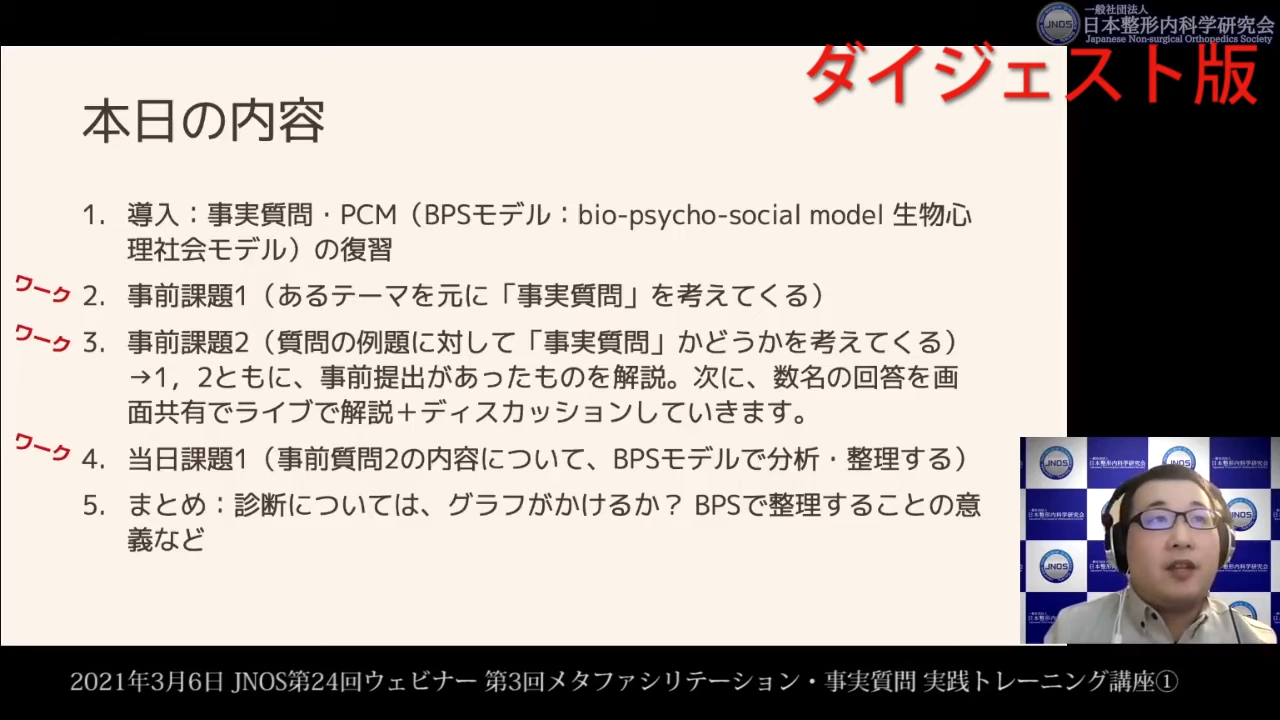 一般社団法人
日本整形内科学研究会
Japanese Non-surgical Orthopedics Society
JNOS
ダイジェスト版
本日の内容
1. 導入：事実質問・PCM（BPSモデル：bio-psycho-social model 生物心
理社会モデル）の復習
ワーク 2. 事前課題1（あるテーマを元に「事実質問」を考えてくる）
ワーク 3. 事前課題2（質問の例題に対して「事実質問」かどうかを考えてくる）
→1，2ともに、事前提出があったものを解説。次に、数名の回答を画
面共有でライブで解説＋ディスカッションしていきます。
ワーク 4. 当日課題1（事前質問2の内容について、BPSモデルで分析・整理する）
5. まとめ：診断については、グラフがかけるか？ BPSで整理することの意
義など
2021年3月6日 JNOS第24回ウェビナー 第3回メタファシリテーション・事実質問 実践トレーニング講座①